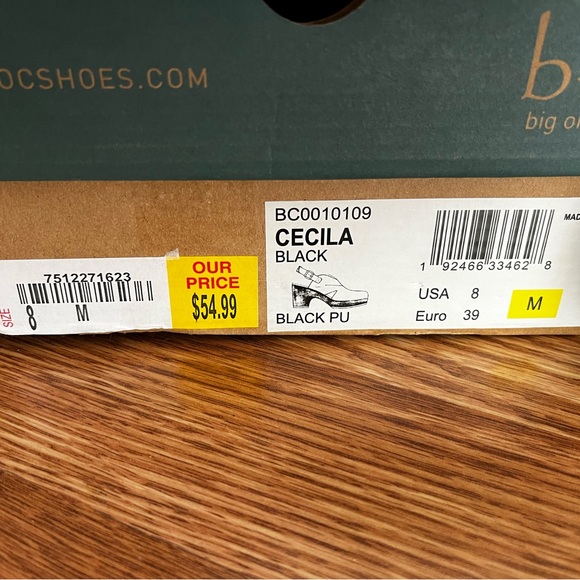 OCSHOES.COM
b
big o
BC0010109
CECILA
BLACK
BLACK PU
MAD
1 92466 33462 8
USA 8
Euro 39
M
7512271623
SIZE
8 M
OUR
PRICE
$54.99